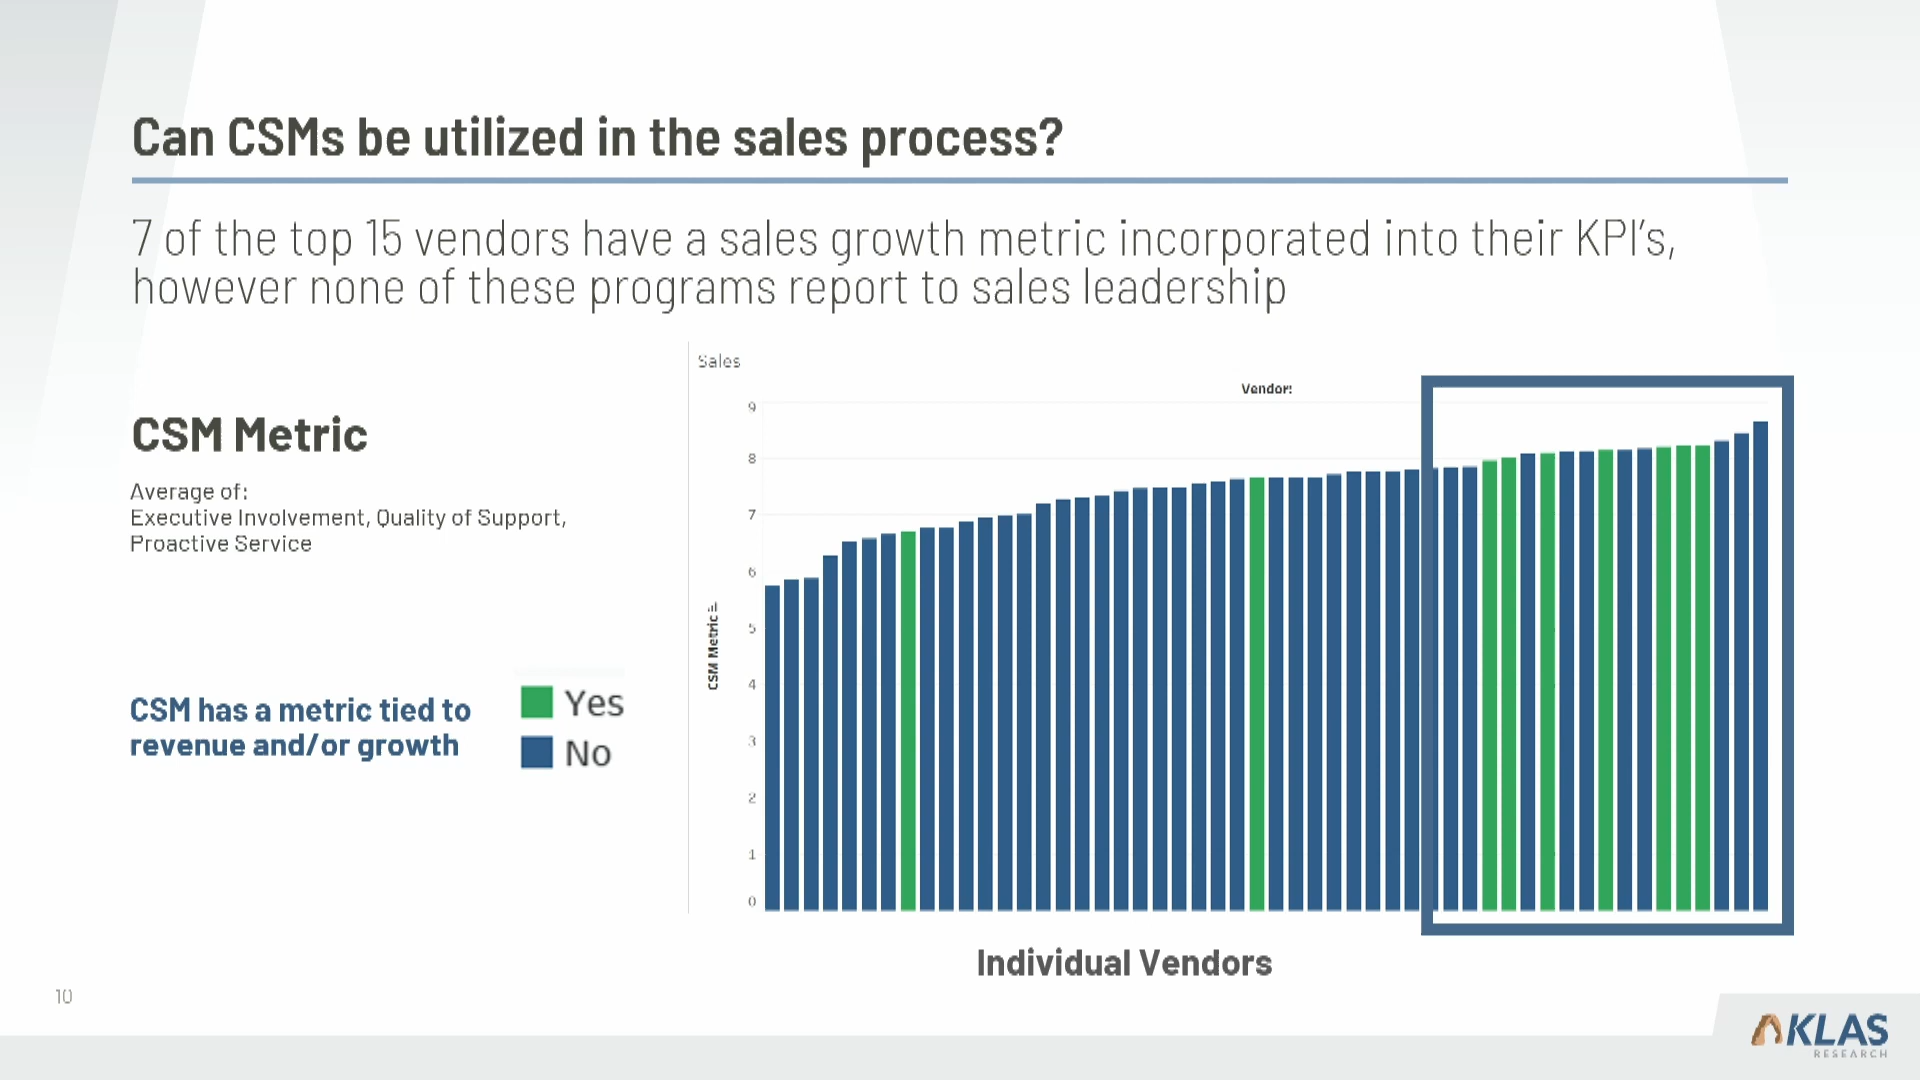 Can CSMs be utilized in the sales process?
7 of the top 15 vendors have a sales growth metric incorporated into their KPI's,
however none of these programs report to sales leadership
CSM Metric
Average of:
Executive Involvement, Quality of Support,
Proactive Service
CSM has a metric tied to
revenue and/or growth
Yes
No
Sales
Vendor:
CSM Metric
9
8
7
6
5
4
3
2
1
0
Individual Vendors
10
KLAS
RESEARCH